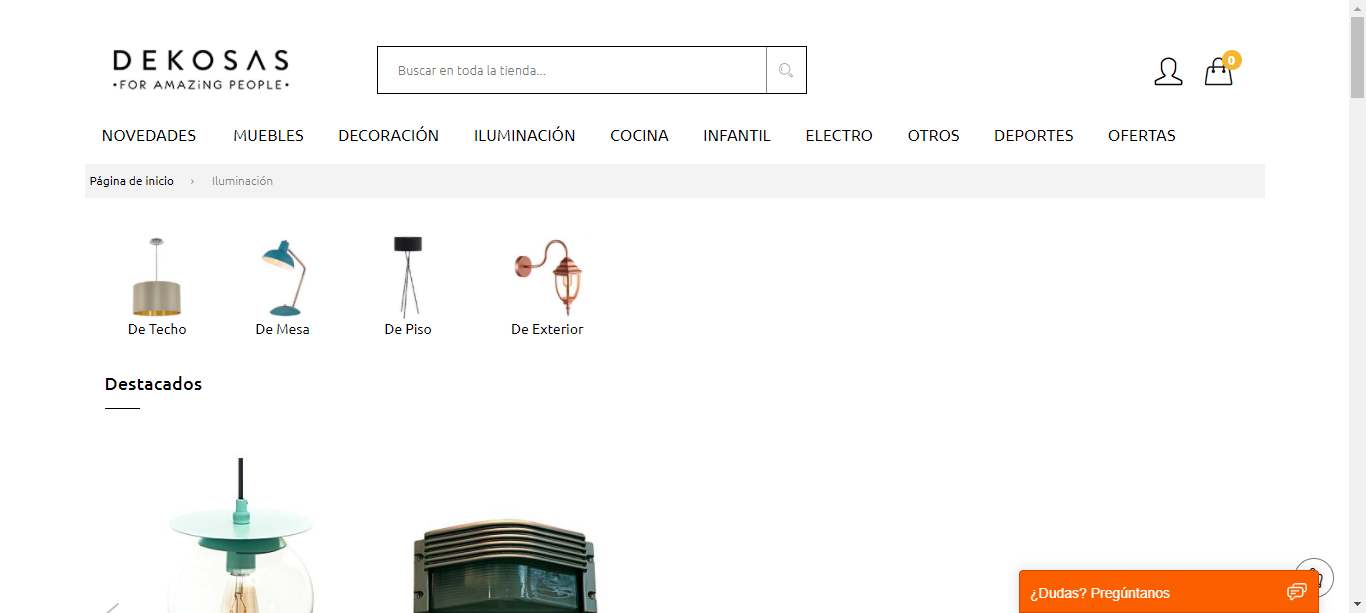 DEKOSAS
•FOR AMAZiNG PEOPLE•
Buscar en toda la tienda...
0
NOVEDADES MUEBLES DECORACIÓN ILUMINACIÓN COCINA INFANTIL ELECTRO OTROS DEPORTES OFERTAS
Página de inicio › Iluminación
De Techo De Mesa De Piso De Exterior
Destacados
¿Dudas? Pregúntanos